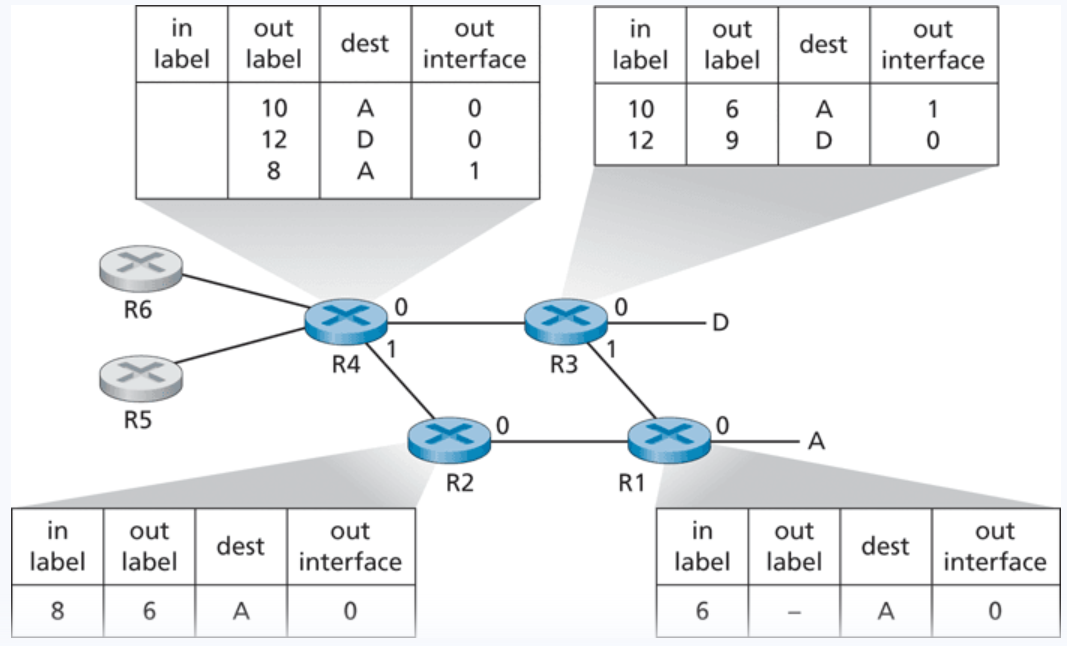 in label out label dest out interface
10 A 0
12 D 0
8 A 1
in label out label dest out interface
10 6 A 1
12 9 D 0
R6
R5
0
R4
1
0
R3
1
D
R2
0
R1
0
A
in label out label dest out interface
8 6 A 0
in label out label dest out interface
6 – A 0